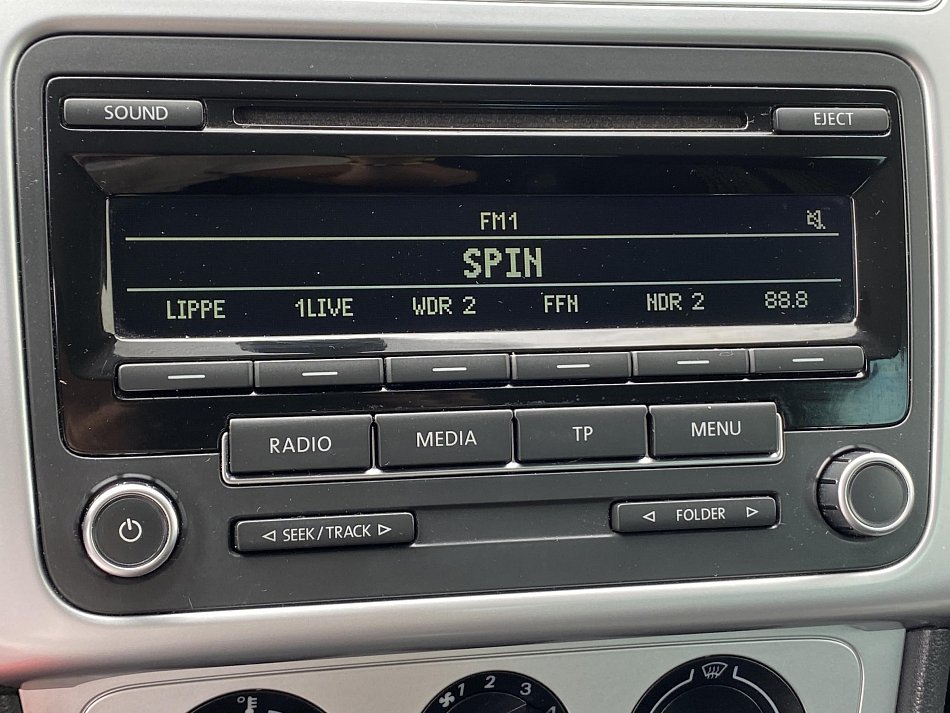 SOUND EJECT
FM1
SPIN
LIPPE 1LIVE WDR 2 FFN NDR 2 88.8
RADIO MEDIA TP MENU
SEEK/TRACK FOLDER
°F 1 2 3